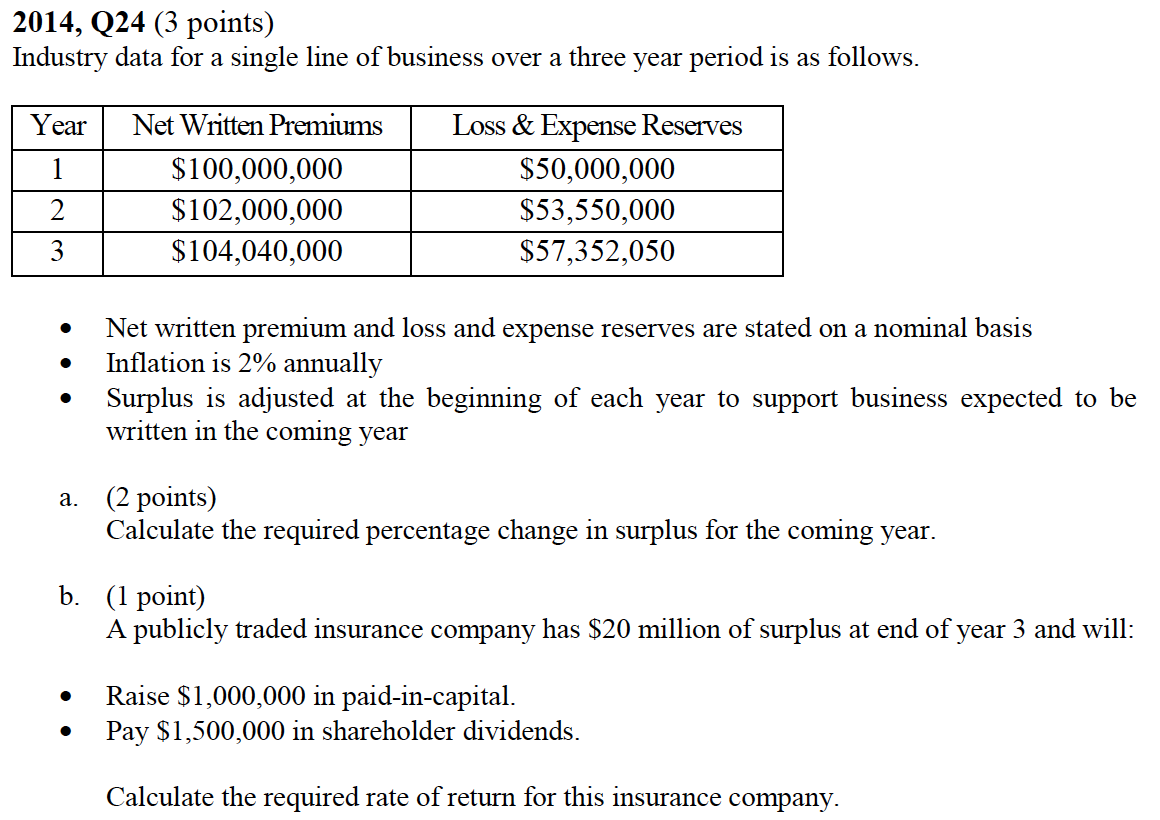 2014, Q24 (3 points)
Industry data for a single line of business over a three year period is as follows.
Year Net Written Premiums Loss & Expense Reserves
1 $100,000,000 $50,000,000
2 $102,000,000 $53,550,000
3 $104,040,000 $57,352,050
• Net written premium and loss and expense reserves are stated on a nominal basis
• Inflation is 2% annually
• Surplus is adjusted at the beginning of each year to support business expected to be
written in the coming year
a. (2 points)
Calculate the required percentage change in surplus for the coming year.
b. (1 point)
A publicly traded insurance company has $20 million of surplus at end of year 3 and will:
• Raise $1,000,000 in paid-in-capital.
• Pay $1,500,000 in shareholder dividends.
Calculate the required rate of return for this insurance company.